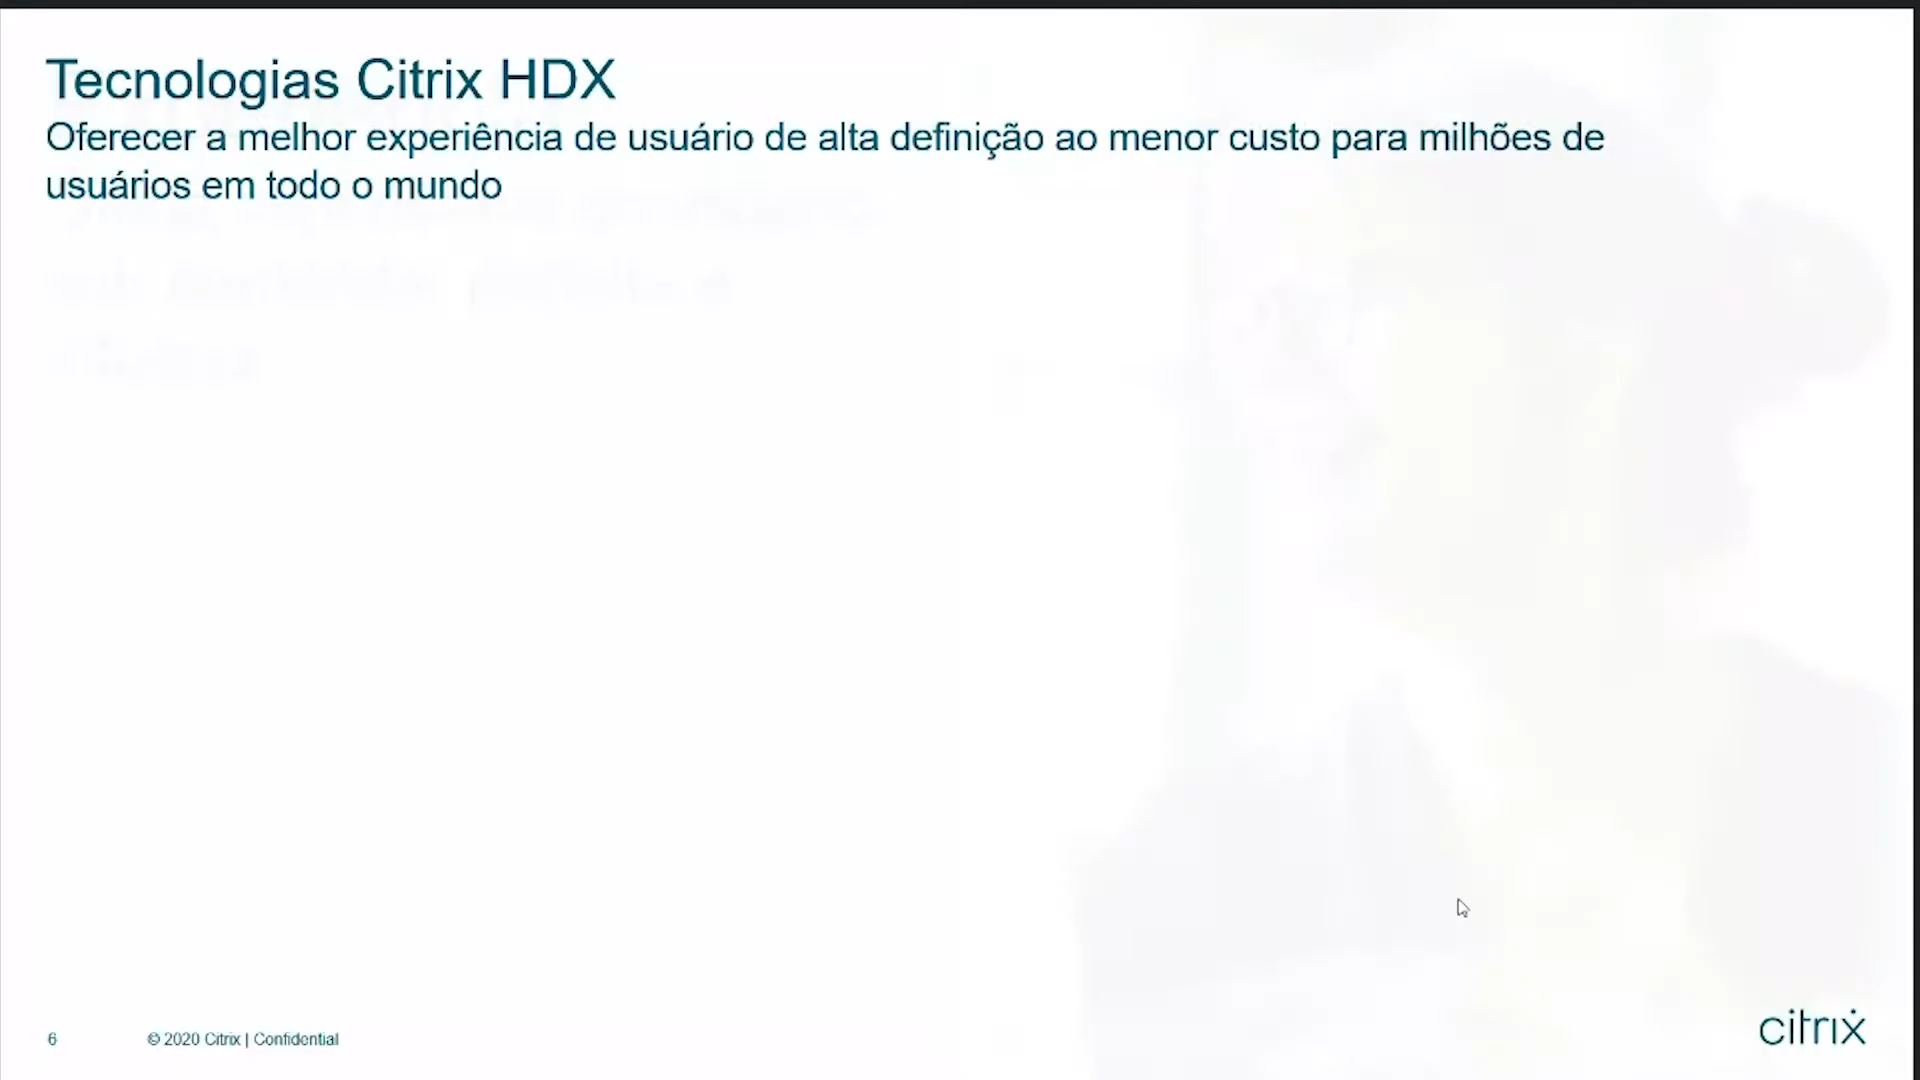 Tecnologias Citrix HDX
Oferecer a melhor experiência de usuário de alta definição ao menor custo para milhões de
usuários em todo o mundo
6
© 2020 Citrix | Confidential
citrix